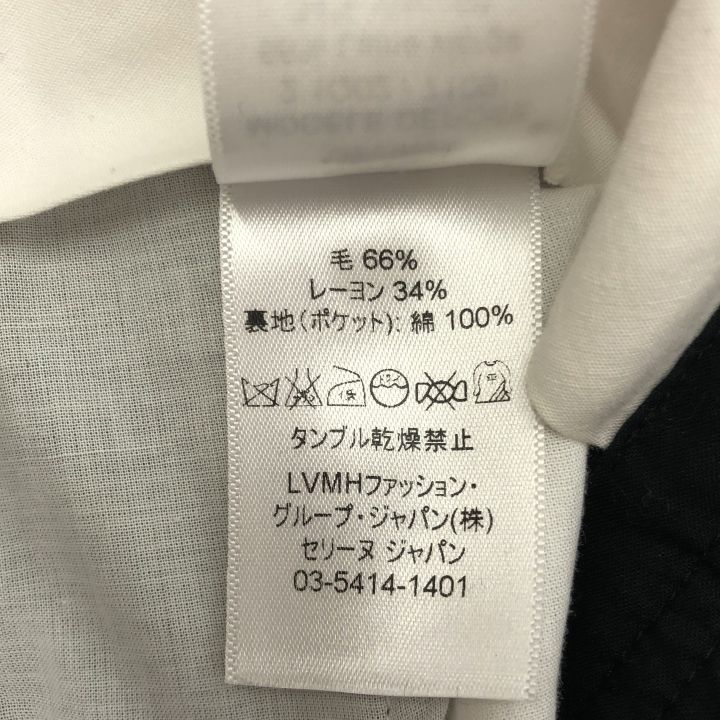 毛 66%
レーヨン 34%
裏地(ポケット): 綿 100%
タンブル乾燥禁止
LVMHファッション・
グループ・ジャパン(株)
セリーヌ ジャパン
03-5414-1401